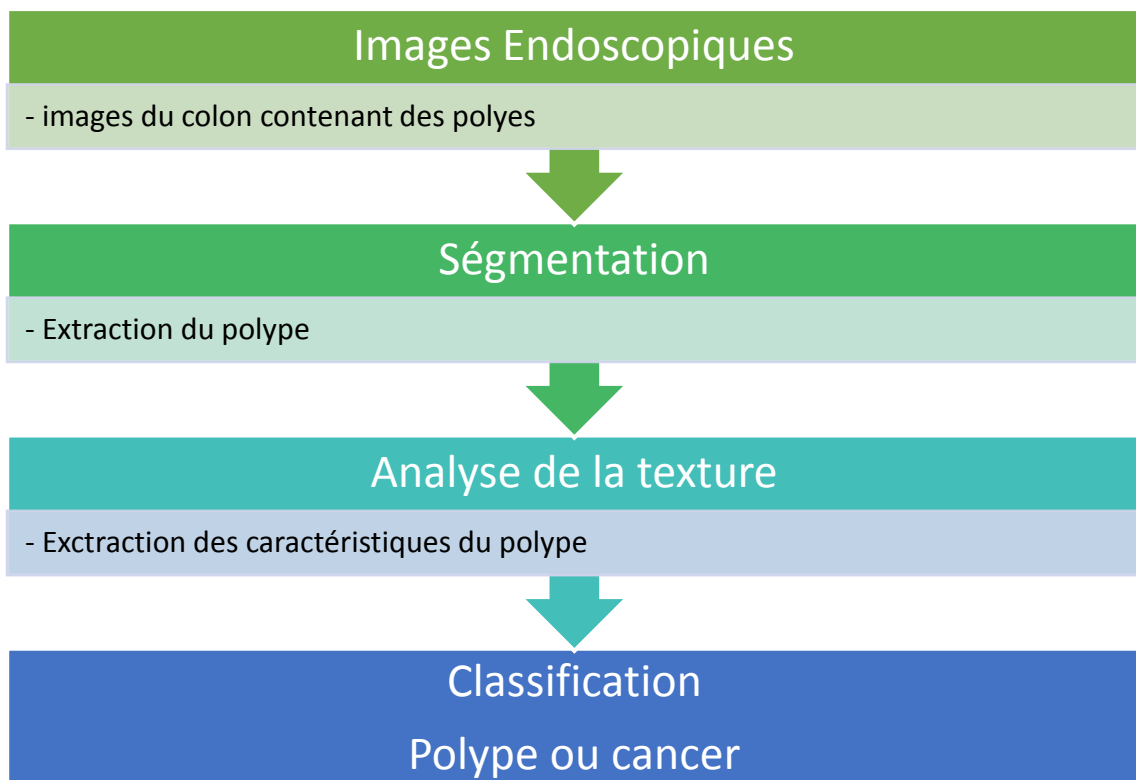 Images Endoscopiques
- images du colon contenant des polyes
Ségmentation
- Extraction du polype
Analyse de la texture
- Exctraction des caractéristiques du polype
Classification
Polype ou cancer